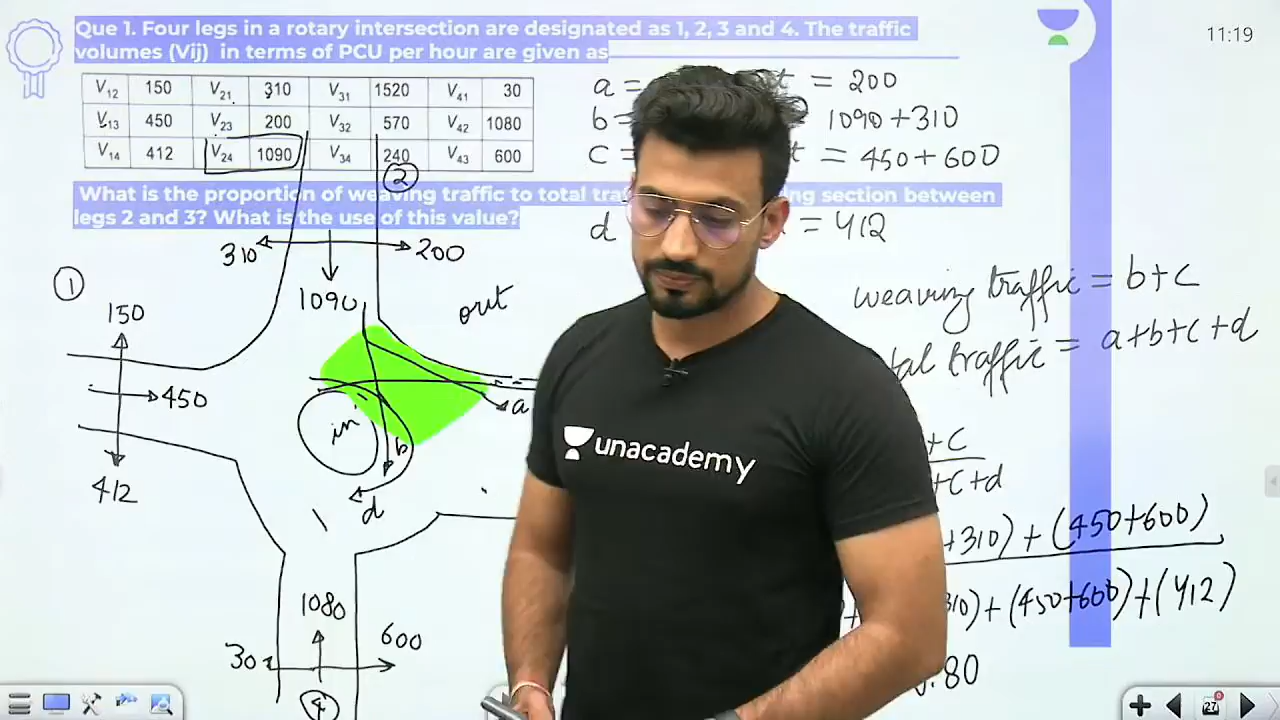 Que 1. Four legs in a rotary intersection are designated as 1, 2, 3 and 4. The traffic
volumes (Vij) in terms of PCU per hour are given as
11:19
V12 150 V21 310 V31 1520 V41 30
V13 450 V23 200 V32 570 V42 1080
V14 412 V24 1090 V34 240 V43 600
a = t = 200
b= 1090+310
C = t = 450+600
d = 412
What is the proportion of weaving traffic to total ng section between
legs 2 and 3? What is the use of this value?
2
310 200
1090
out
1
150
450
412
in
a
b
d
1080
30 600
4
weaving traffic = b+c
traffic = a+b+c+d
+C
+C+d
+310) + (450+600)
+ (450+600) + (412)
.80
unacademy
27